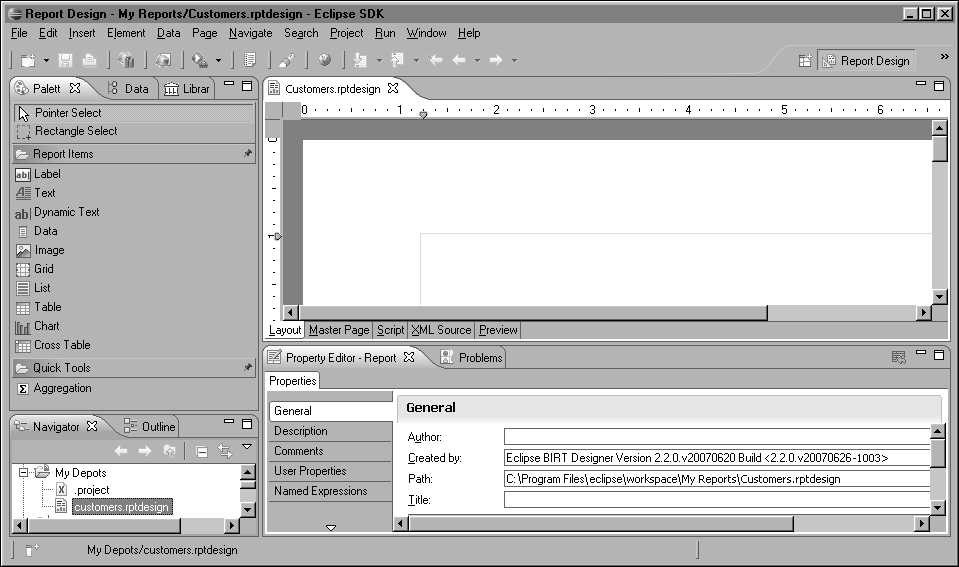 Report Design - My Reports/Customers.rptdesign - Eclipse SDK
File Edit Insert Element Data Page Navigate Search Project Run Window Help
Report Design »
Palett Data Librar
Customers.rptdesign
0 1 2 3 4 5 6
Pointer Select
Rectangle Select
Report Items
Label
Text
Dynamic Text
Data
Image
Grid
List
Table
Chart
Cross Table
Quick Tools
Aggregation
0
1
Layout Master Page Script XML Source Preview
Property Editor - Report Problems
Properties
General
Description
Comments
User Properties
Named Expressions
General
Author:
Created by: Eclipse BIRT Designer Version 2.2.0.v20070620 Build <2.2.0.v20070626-1003>
Path: C:\Program Files\eclipse\workspace\My Reports\Customers.rptdesign
Title:
Navigator Outline
My Depots
.project
customers.rptdesign
My Depots/customers.rptdesign